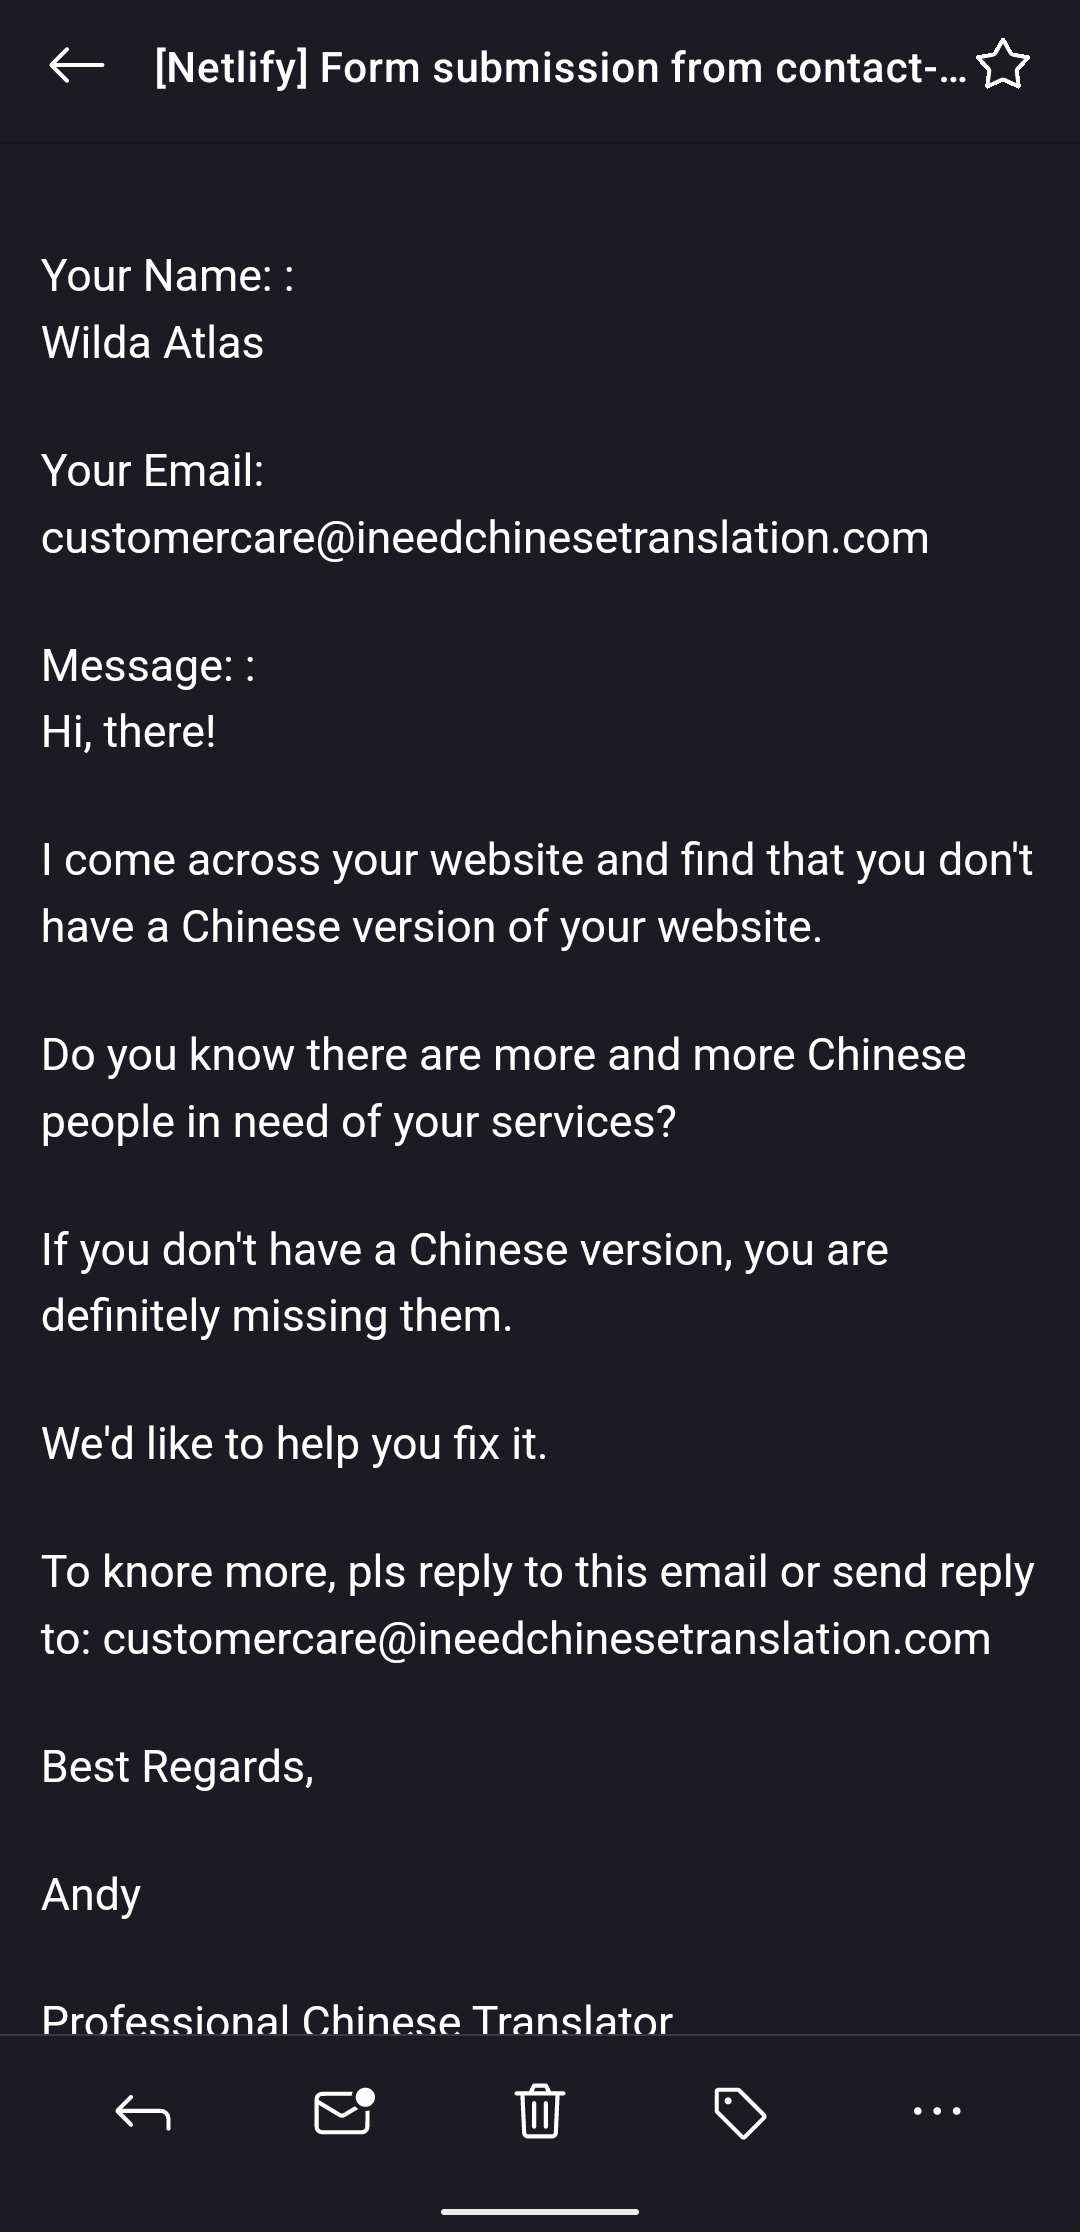 [Netlify] Form submission from contact-...
Your Name: :
Wilda Atlas
Your Email:
customercare@ineedchinesetranslation.com
Message: :
Hi, there!
I come across your website and find that you don't
have a Chinese version of your website.
Do you know there are more and more Chinese
people in need of your services?
If you don't have a Chinese version, you are
definitely missing them.
We'd like to help you fix it.
To knore more, pls reply to this email or send reply
to: customercare@ineedchinesetranslation.com
Best Regards,
Andy
Professional Chinese Translator